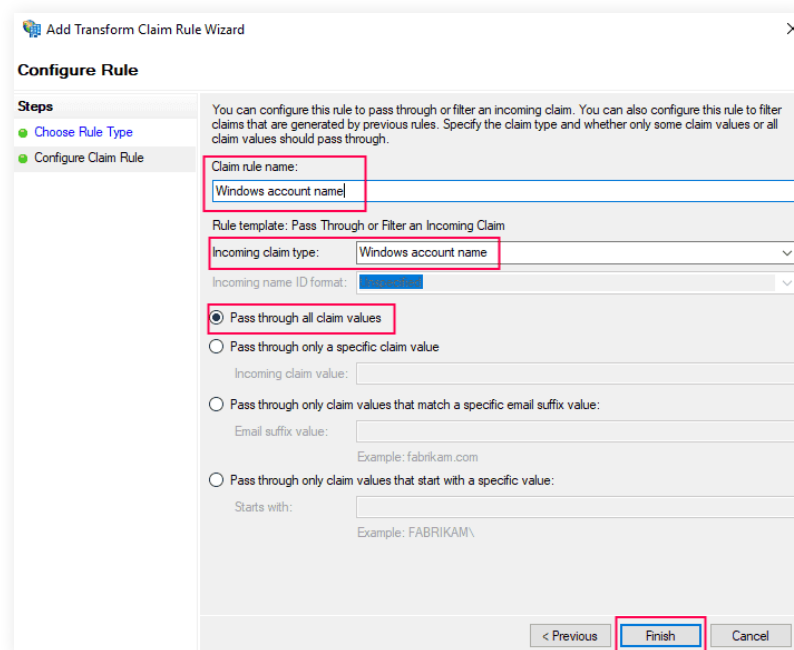 Add Transform Claim Rule Wizard
Configure Rule
Steps
Choose Rule Type
Configure Claim Rule
You can configure this rule to pass through or filter an incoming claim. You can also configure this rule to filter
claims that are generated by previous rules. Specify the claim type and whether only some claim values or all
claim values should pass through.
Claim rule name:
Windows account name
Rule template: Pass Through or Filter an Incoming Claim
Incoming claim type: Windows account name
Incoming name ID format:
Pass through all claim values
Pass through only a specific claim value
Incoming claim value:
Pass through only claim values that match a specific email suffix value:
Email suffix value:
Example: fabrikam.com
Pass through only claim values that start with a specific value:
Starts with:
Example: FABRIKAM\
< Previous Finish Cancel